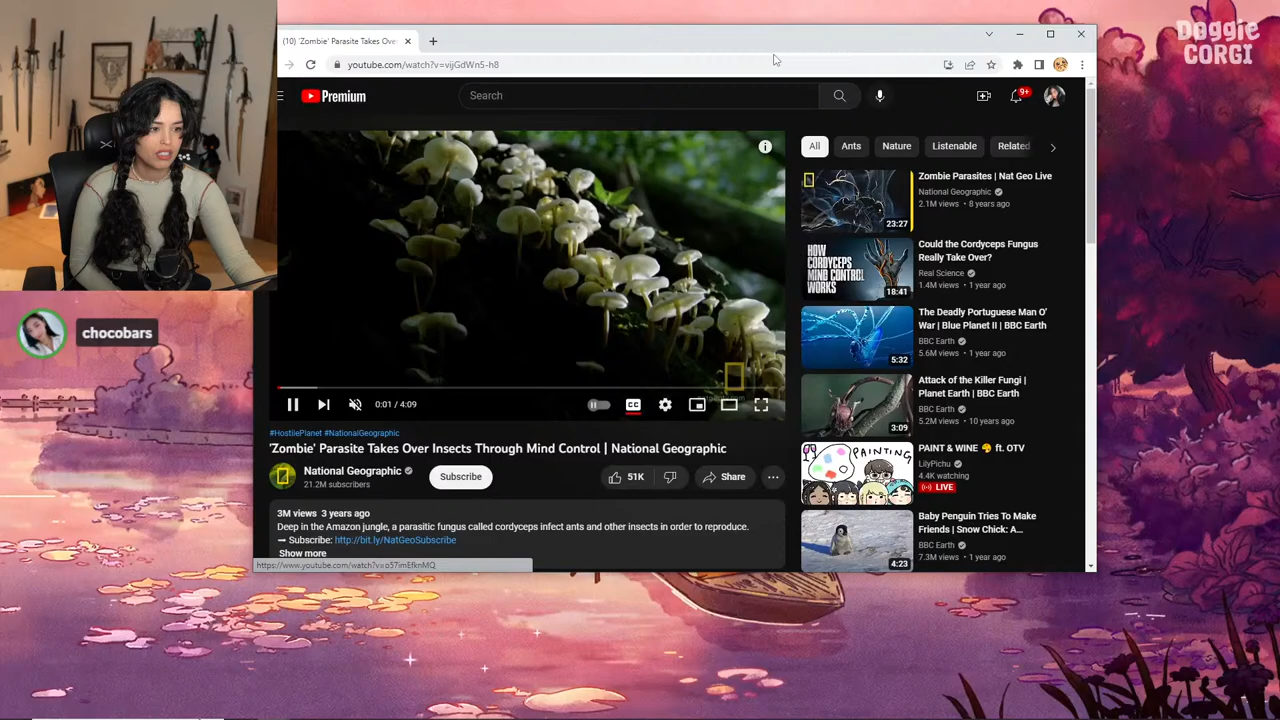 Doggie
CORGI
(10) 'Zombie' Parasite Takes Ove
youtube.com/watch?v=vijGdWn5-h8
Premium
Search
9+
All
Ants
Nature
Listenable
Related
Zombie Parasites | Nat Geo Live
National Geographic
2.1M views • 8 years ago
23:27
HOW
CORDYCEPS
MIND CONTROL
WORKS
18:41
Could the Cordyceps Fungus
Really Take Over?
Real Science
1.4M views • 1 year ago
The Deadly Portuguese Man O'
War | Blue Planet II | BBC Earth
BBC Earth
5.6M views • 1 year ago
5:32
chocobars
Attack of the Killer Fungi |
Planet Earth | BBC Earth
BBC Earth
5.2M views • 10 years ago
3:09
0:01 / 4:09
CC
#HostilePlanet #NationalGeographic
'Zombie' Parasite Takes Over Insects Through Mind Control | National Geographic
National Geographic
21.2M subscribers
Subscribe
51K
Share
PAINTING
PAINT & WINE ft. OTV
LilyPichu
4.4K watching
LIVE
3M views 3 years ago
Deep in the Amazon jungle, a parasitic fungus called cordyceps infect ants and other insects in order to reproduce.
➞ Subscribe: http://bit.ly/NatGeoSubscribe
Show more
Baby Penguin Tries To Make
Friends | Snow Chick: A...
BBC Earth
7.3M views • 1 year ago
4:23
https://www.youtube.com/watch?v=o57imEfknMQ